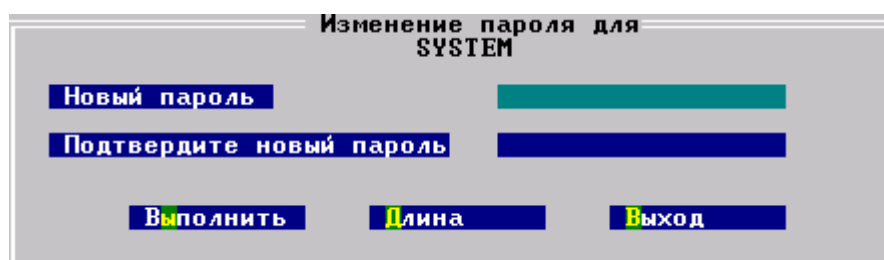 Изменение пароля для
SYSTEM
Новый пароль
Подтвердите новый пароль
Выполнить Длина Выход